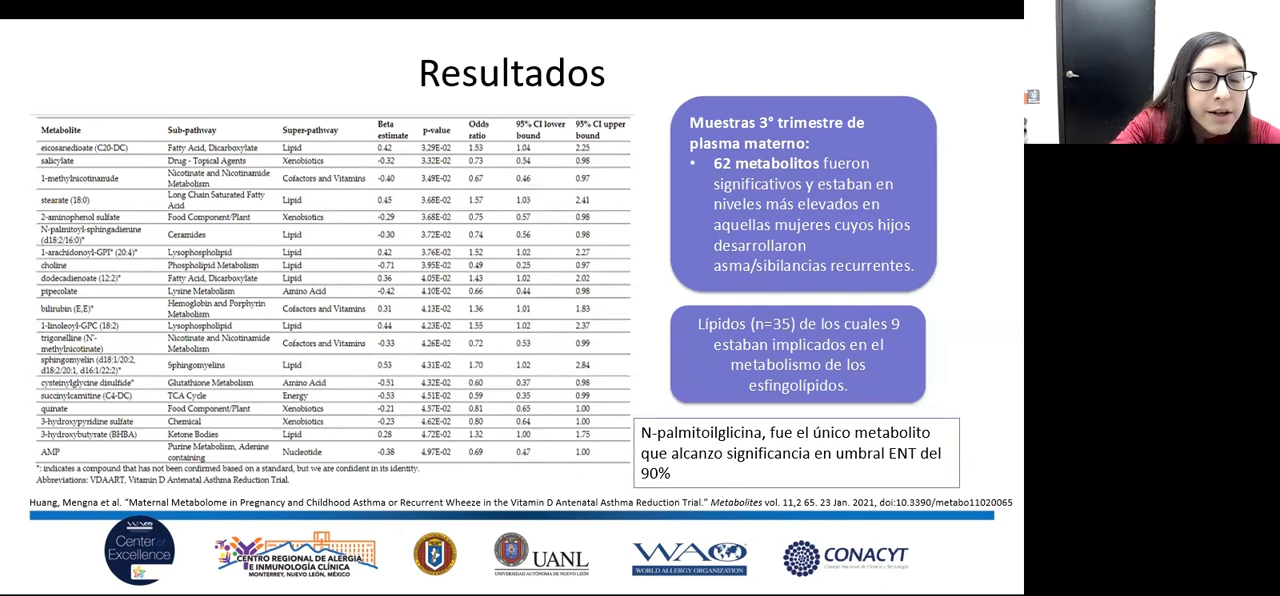 Resultados
Metabolite Sub-pathway Super-pathway Beta estimate p-value Odds ratio 95% CI lower bound 95% CI upper bound
eicosanedioate (C20-DC) Fatty Acid, Dicarboxylate Lipid 0.42 3.29E-02 1.53 1.04 2.25
salicylate Drug - Topical Agents Xenobiotics -0.32 3.32E-02 0.73 0.54 0.98
1-methylnicotinamide Nicotinate and Nicotinamide Metabolism Cofactors and Vitamins -0.40 3.49E-02 0.67 0.46 0.97
stearate (18:0) Long Chain Saturated Fatty Acid Lipid 0.45 3.68E-02 1.57 1.03 2.41
2-aminophenol sulfate Food Component/Plant Xenobiotics -0.29 3.68E-02 0.75 0.57 0.98
N-palmitoyl-sphingadienine (d18:2/16:0)* Ceramides Lipid -0.30 3.72E-02 0.74 0.56 0.98
1-arachidonoyl-GPI* (20:4)* Lysophospholipid Lipid 0.42 3.76E-02 1.52 1.02 2.27
choline Phospholipid Metabolism Lipid -0.71 3.95E-02 0.49 0.25 0.97
dodecadienoate (12:2)* Fatty Acid, Dicarboxylate Lipid 0.36 4.05E-02 1.43 1.02 2.02
pipecolate Lysine Metabolism Amino Acid -0.42 4.10E-02 0.66 0.44 0.98
bilirubin (E,E)* Hemoglobin and Porphyrin Metabolism Cofactors and Vitamins 0.31 4.13E-02 1.36 1.01 1.83
1-linoleoyl-GPC (18:2) Lysophospholipid Lipid 0.44 4.23E-02 1.55 1.02 2.37
trigonelline (N'-methylnicotinate) Nicotinate and Nicotinamide Metabolism Cofactors and Vitamins -0.33 4.26E-02 0.72 0.53 0.99
sphingomyelin (d18:1/20:2, d18:2/20:1, d16:1/22:2)* Sphingomyelins Lipid 0.53 4.31E-02 1.70 1.02 2.84
cysteinylglycine disulfide* Glutathione Metabolism Amino Acid -0.51 4.32E-02 0.60 0.37 0.98
succinylcarnitine (C4-DC) TCA Cycle Energy -0.53 4.51E-02 0.59 0.35 0.99
quinate Food Component/Plant Xenobiotics -0.21 4.57E-02 0.81 0.65 1.00
3-hydroxypyridine sulfate Chemical Xenobiotics -0.23 4.62E-02 0.80 0.64 1.00
3-hydroxybutyrate (BHBA) Ketone Bodies Lipid 0.28 4.72E-02 1.32 1.00 1.75
AMP Purine Metabolism, Adenine containing Nucleotide -0.38 4.97E-02 0.69 0.47 1.00
*: indicates a compound that has not been confirmed based on a standard, but we are confident in its identity.
Abbreviations: VDAART, Vitamin D Antenatal Asthma Reduction Trial.
Muestras 3° trimestre de
plasma materno:
• 62 metabolitos fueron
significativos y estaban en
niveles más elevados en
aquellas mujeres cuyos hijos
desarrollaron
asma/sibilancias recurrentes.
Lípidos (n=35) de los cuales 9
estaban implicados en el
metabolismo de los
esfingolípidos.
N-palmitoilglicina, fue el único metabolito
que alcanzo significancia en umbral ENT del
90%
Huang, Mengna et al. “Maternal Metabolome in Pregnancy and Childhood Asthma or Recurrent Wheeze in the Vitamin D Antenatal Asthma Reduction Trial.” Metabolites vol. 11,2 65. 23 Jan. 2021, doi:10.3390/metabo11020065
WAO
Center of
Excellence
CENTRO REGIONAL DE ALERGIA
E INMUNOLOGÍA CLÍNICA
MONTERREY, NUEVO LEÓN, MÉXICO
UANL
UNIVERSIDAD AUTÓNOMA DE NUEVO LEÓN
WAO
WORLD ALLERGY ORGANIZATION
CONACYT
Consejo Nacional de Ciencia y Tecnología